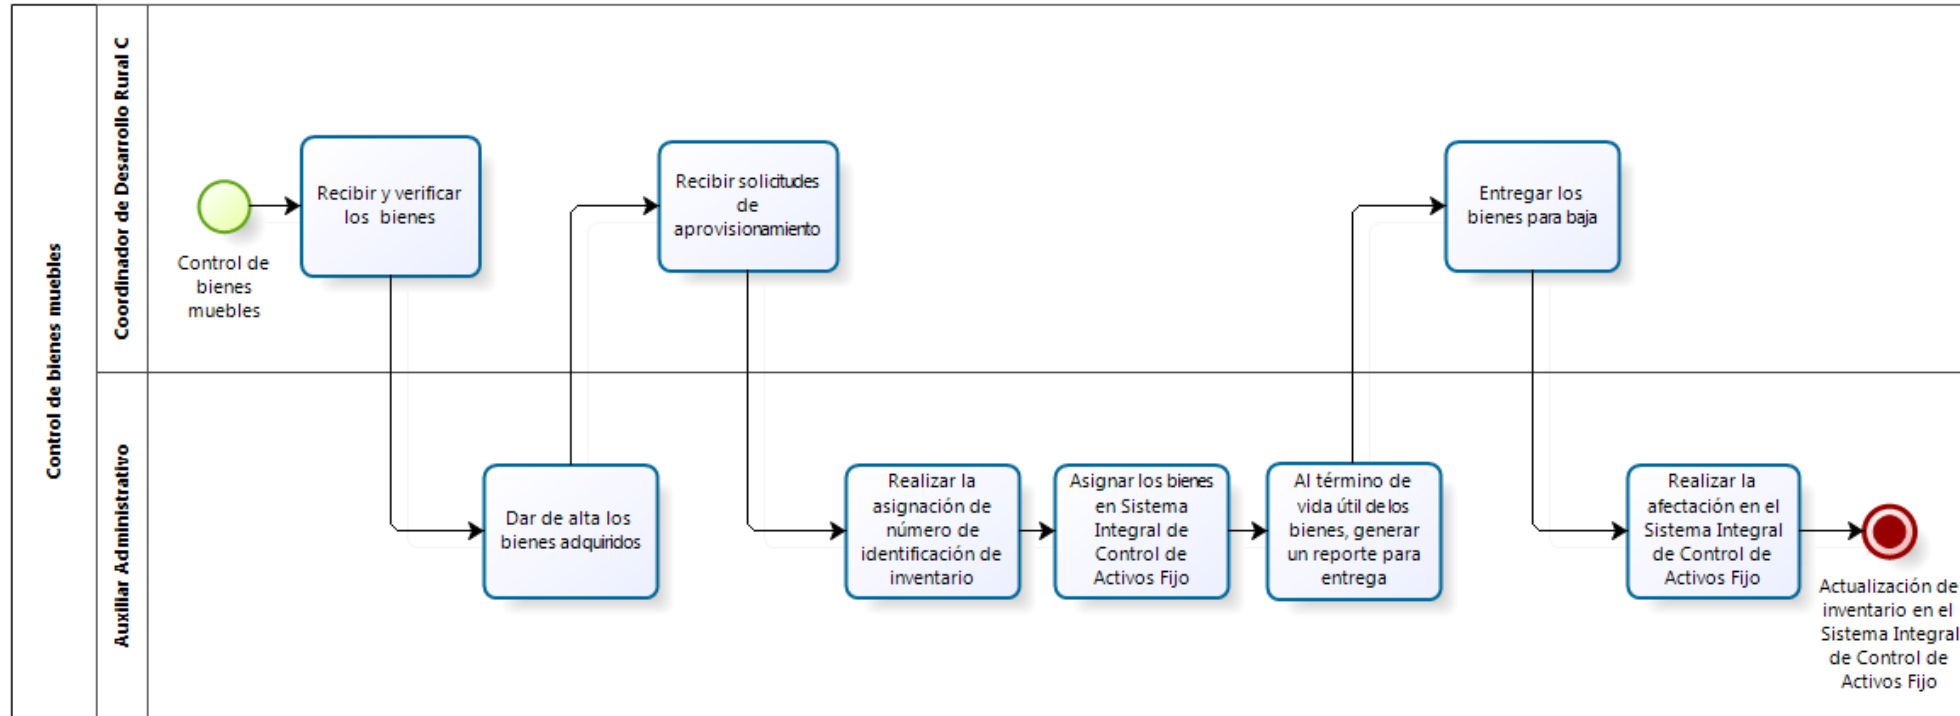 Control de bienes muebles
Coordinador de Desarrollo Rural C
Auxiliar Administrativo
Control de
bienes
muebles
Recibir y verificar
los bienes
Dar de alta los
bienes adquiridos
Recibir solicitudes
de
aprovisionamiento
Realizar la
asignación de
número de
identificación de
inventario
Asignar los bienes
en Sistema
Integral de
Control de
Activos Fijo
Al término de
vida útil delos
bienes, generar
un reporte para
entrega
Entregar los
bienes para baja
Realizar la
afectación en el
Sistema Integral
de Control de
Activos Fijo
Actualización de
inventario en el
Sistema Integral
de Control de
Activos Fijo